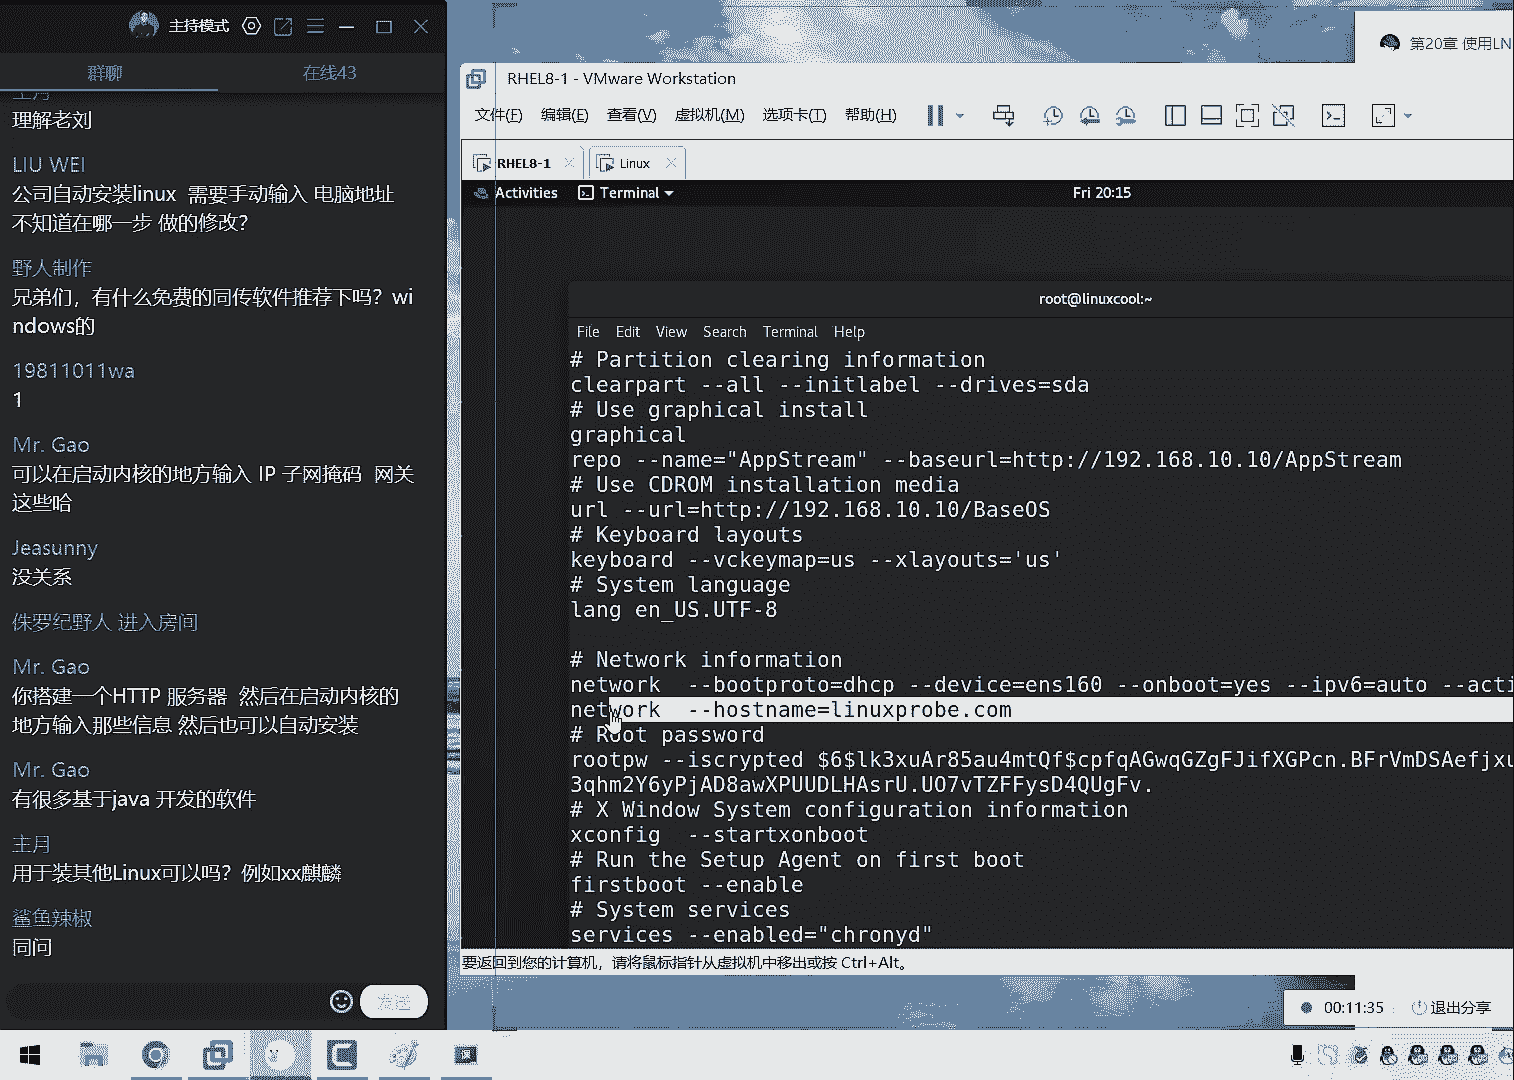 主持模式
群聊
在线43
主月
理解老刘
LIU WEI
公司自动安装linux  需要手动输入 电脑地址
不知道在哪一步 做的修改?
野人制作
兄弟们，有什么免费的同传软件推荐下吗？wi
ndows的
19811011wa
1
Mr. Gao
可以在启动内核的地方输入 IP 子网掩码  网关
这些哈
Jeasunny
没关系
侏罗纪野人 进入房间
Mr. Gao
你搭建一个HTTP 服务器  然后在启动内核的
地方输入那些信息 然后也可以自动安装
Mr. Gao
有很多基于java 开发的软件
主月
用于装其他Linux可以吗？例如xx麒麟
鲨鱼辣椒
同问
发送
第20章 使用LN
RHEL8-1 - VMware Workstation
文件(F) 编辑(E) 查看(V) 虚拟机(M) 选项卡(T) 帮助(H)
RHEL8-1
Linux
Activities
Terminal
Fri 20:15
root@linuxcool:~
File Edit View Search Terminal Help
# Partition clearing information
clearpart --all --initlabel --drives=sda
# Use graphical install
graphical
repo --name="AppStream" --baseurl=http://192.168.10.10/AppStream
# Use CDROM installation media
url --url=http://192.168.10.10/BaseOS
# Keyboard layouts
keyboard --vckeymap=us --xlayouts='us'
# System language
lang en_US.UTF-8
# Network information
network  --bootproto=dhcp --device=ens160 --onboot=yes --ipv6=auto --acti
network  --hostname=linuxprobe.com
# Root password
rootpw --iscrypted $6$lk3xuAr85au4mtQf$cpfqAGwqGZgFJifXGPcn.BFrVmDSAefjxu
3qhm2Y6yPjAD8awXPUUDLHAsrU.UO7vTZFFysD4QUgFv.
# X Window System configuration information
xconfig  --startxonboot
# Run the Setup Agent on first boot
firstboot --enable
# System services
services --enabled="chronyd"
要返回到您的计算机，请将鼠标指针从虚拟机中移出或按 Ctrl+Alt。
00:11:35
退出分享